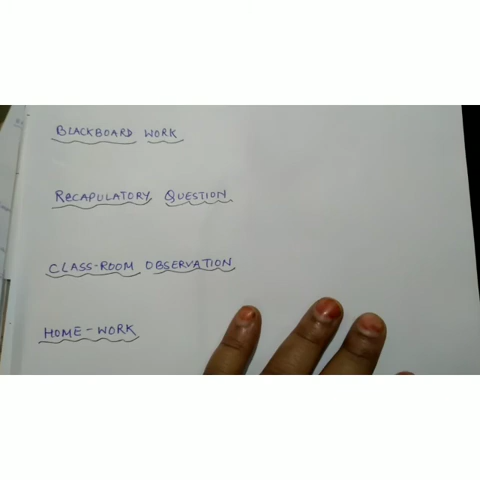 BLACKBOARD WORK
RECAPULATORY QUESTION
CLASS-ROOM OBSERVATION
HOME-WORK